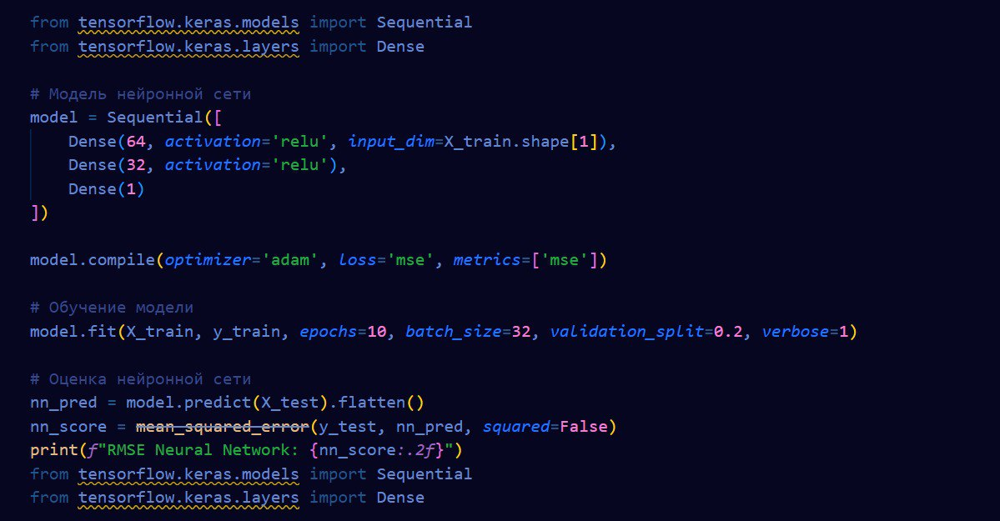 from tensorflow.keras.models import Sequential
from tensorflow.keras.layers import Dense
# Модель нейронной сети
model = Sequential([
    Dense(64, activation='relu', input_dim=X_train.shape[1]),
    Dense(32, activation='relu'),
    Dense(1)
])
model.compile(optimizer='adam', loss='mse', metrics=['mse'])
# Обучение модели
model.fit(X_train, y_train, epochs=10, batch_size=32, validation_split=0.2, verbose=1)
# Оценка нейронной сети
nn_pred = model.predict(X_test).flatten()
nn_score = mean_squared_error(y_test, nn_pred, squared=False)
print(f"RMSE Neural Network: {nn_score:.2f}")
from tensorflow.keras.models import Sequential
from tensorflow.keras.layers import Dense